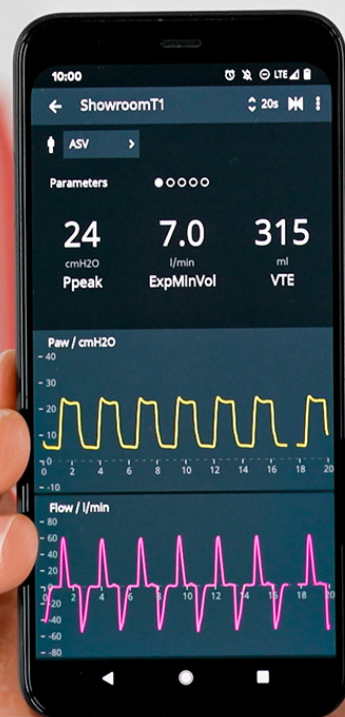 10:00 LTE
ShowroomT1 20s
ASV
Parameters
24 7.0 315
cmH2O l/min ml
Ppeak ExpMinVol VTE
Paw / cmH2O
40
30
20
10
0
0 2 4 6 8 10 12 14 16 18 20
-10
Flow / l/min
80
60
40
20
0 2 4 6 8 10 12 14 16 18 20
-20
-40
-60
-80